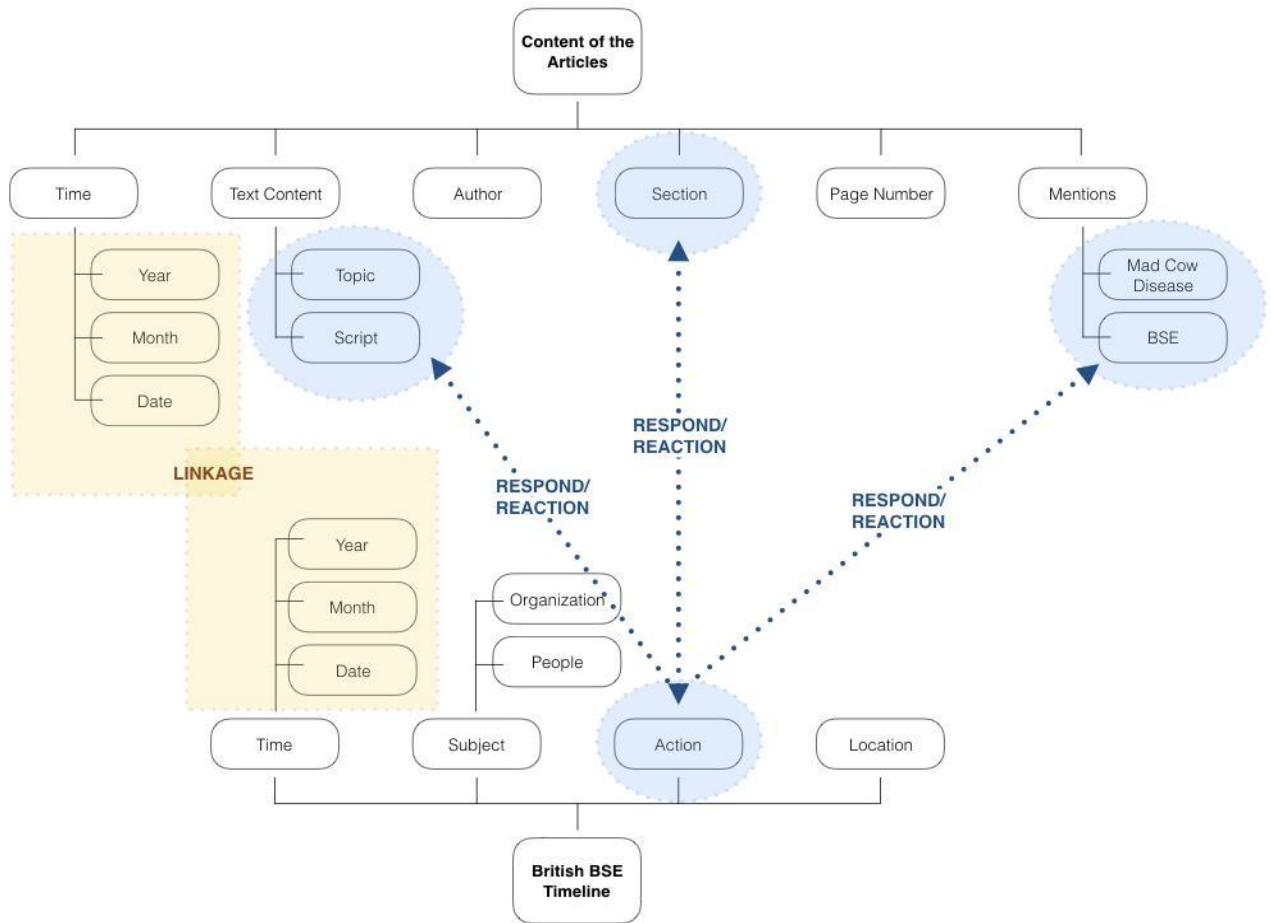 Content of the
Articles
Time
Text Content
Author
Section
Page Number
Mentions
Year
Topic
Mad Cow
Disease
Month
Script
BSE
Date
RESPOND/
REACTION
LINKAGE
RESPOND/
REACTION
RESPOND/
REACTION
Year
Organization
Month
People
Date
Time
Subject
Action
Location
British BSE
Timeline